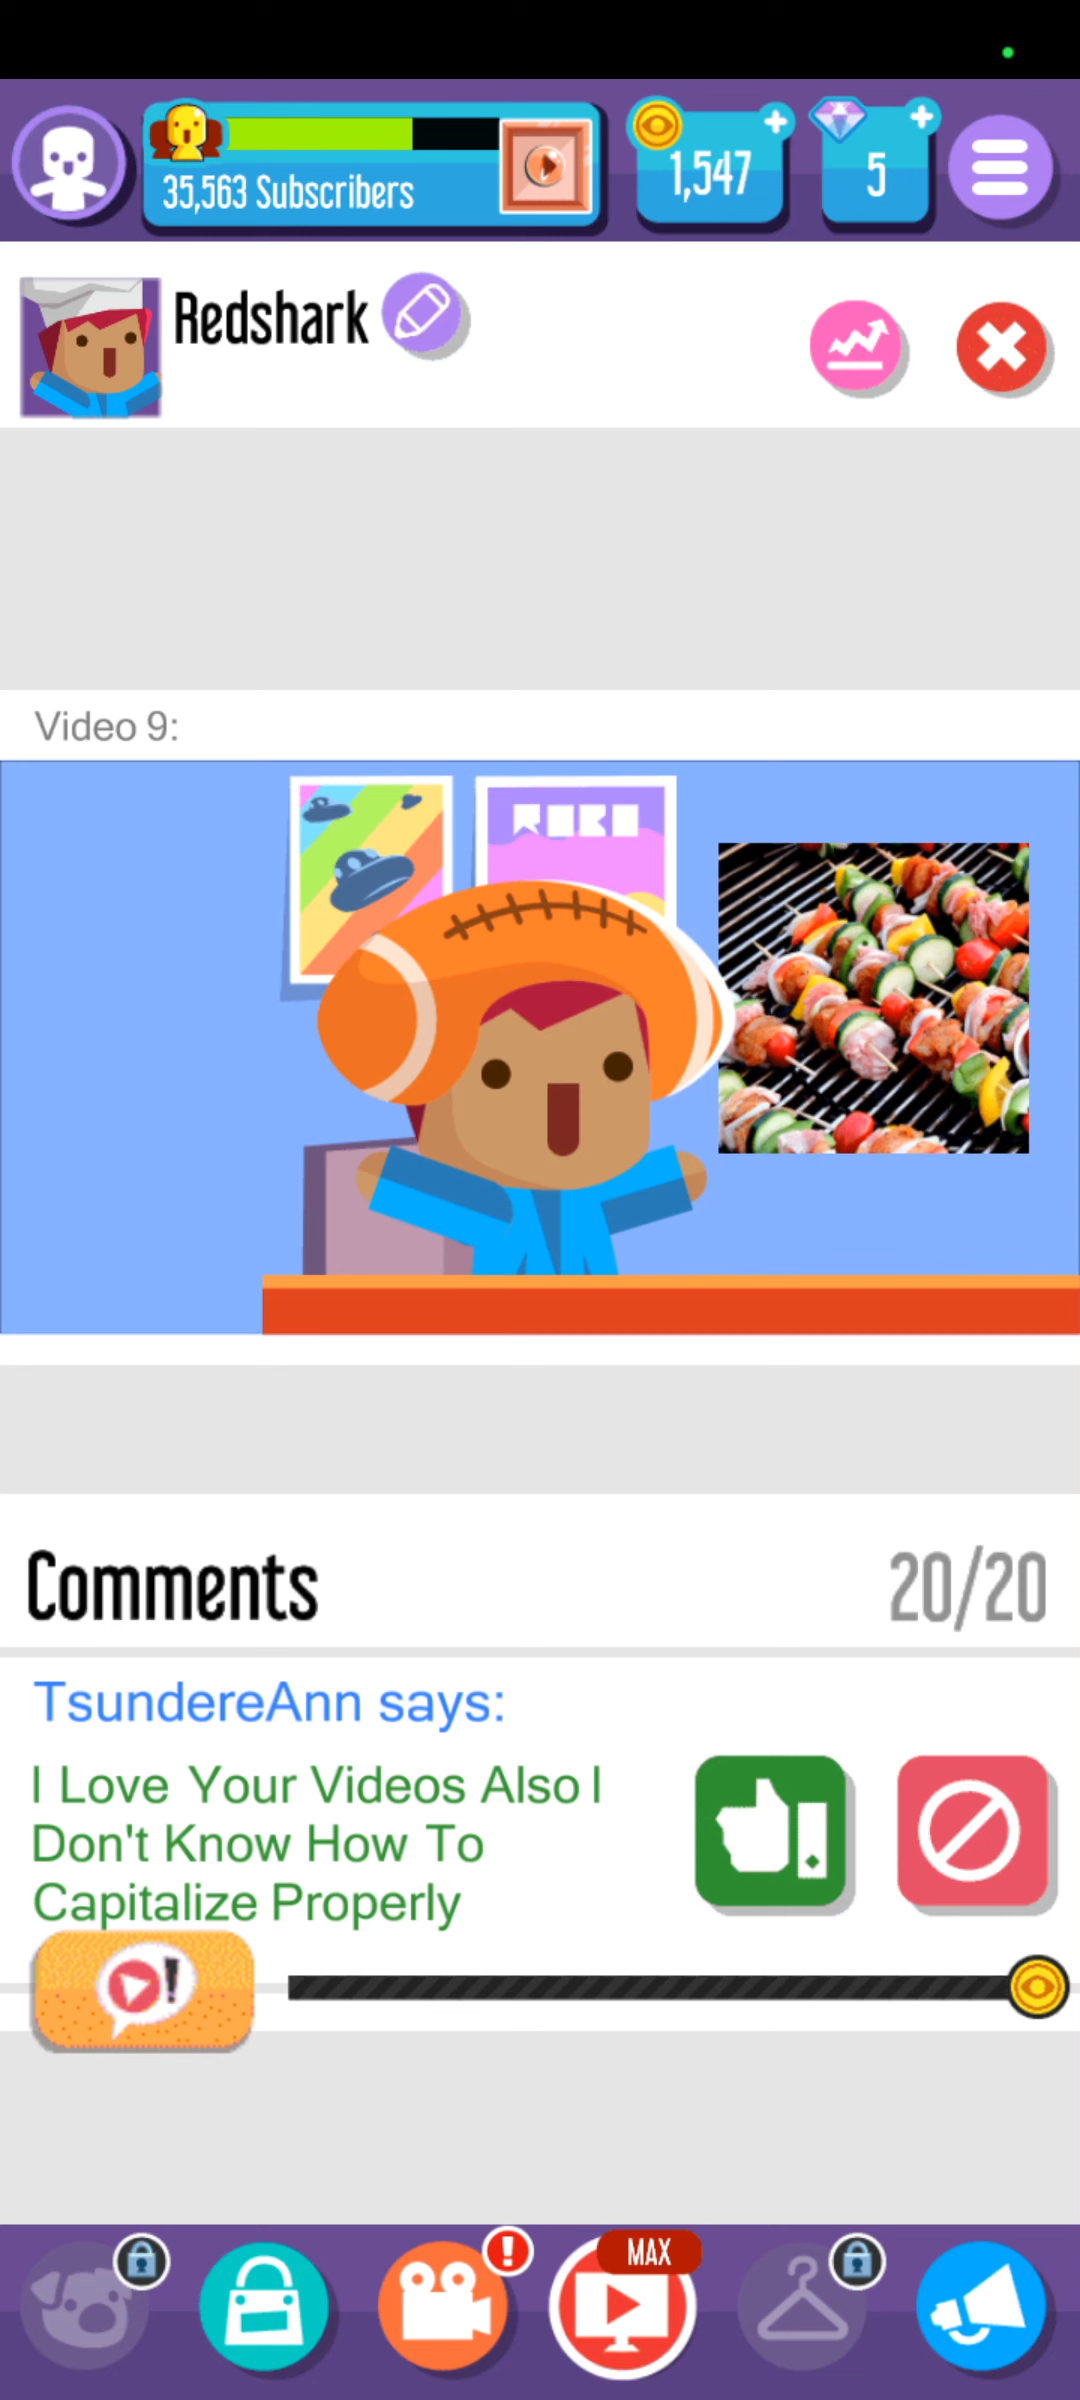 35,563 Subscribers
1,547
5
Redshark
Video 9:
Comments
20/20
TsundereAnn says:
I Love Your Videos Also I
Don't Know How To
Capitalize Properly
!
!
MAX